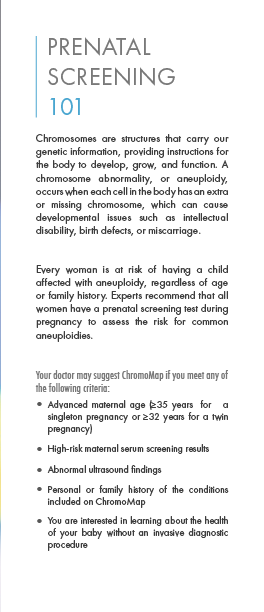 PRENATAL
SCREENING
101
Chromosomes are structures that carry our
genetic information, providing instructions for
the body to develop, grow, and function. A
chromosome abnormality, or aneuploidy,
occurs when each cell in the body has an extra
or missing chromosome, which can cause
developmental issues such as intellectual
disability, birth defects, or miscarriage.
Every woman is at risk of having a child
affected with aneuploidy, regardless of age
or family history. Experts recommend that all
women have a prenatal screening test during
pregnancy to assess the risk for common
aneuploidies.
Your doctor may suggest ChromoMap if you meet any of
the following criteria:
• Advanced maternal age (≥35 years for a
singleton pregnancy or ≥32 years for a twin
pregnancy)
• High-risk maternal serum screening results
• Abnormal ultrasound findings
• Personal or family history of the conditions
included on ChromoMap
• You are interested in learning about the health
of your baby without an invasive diagnostic
procedure